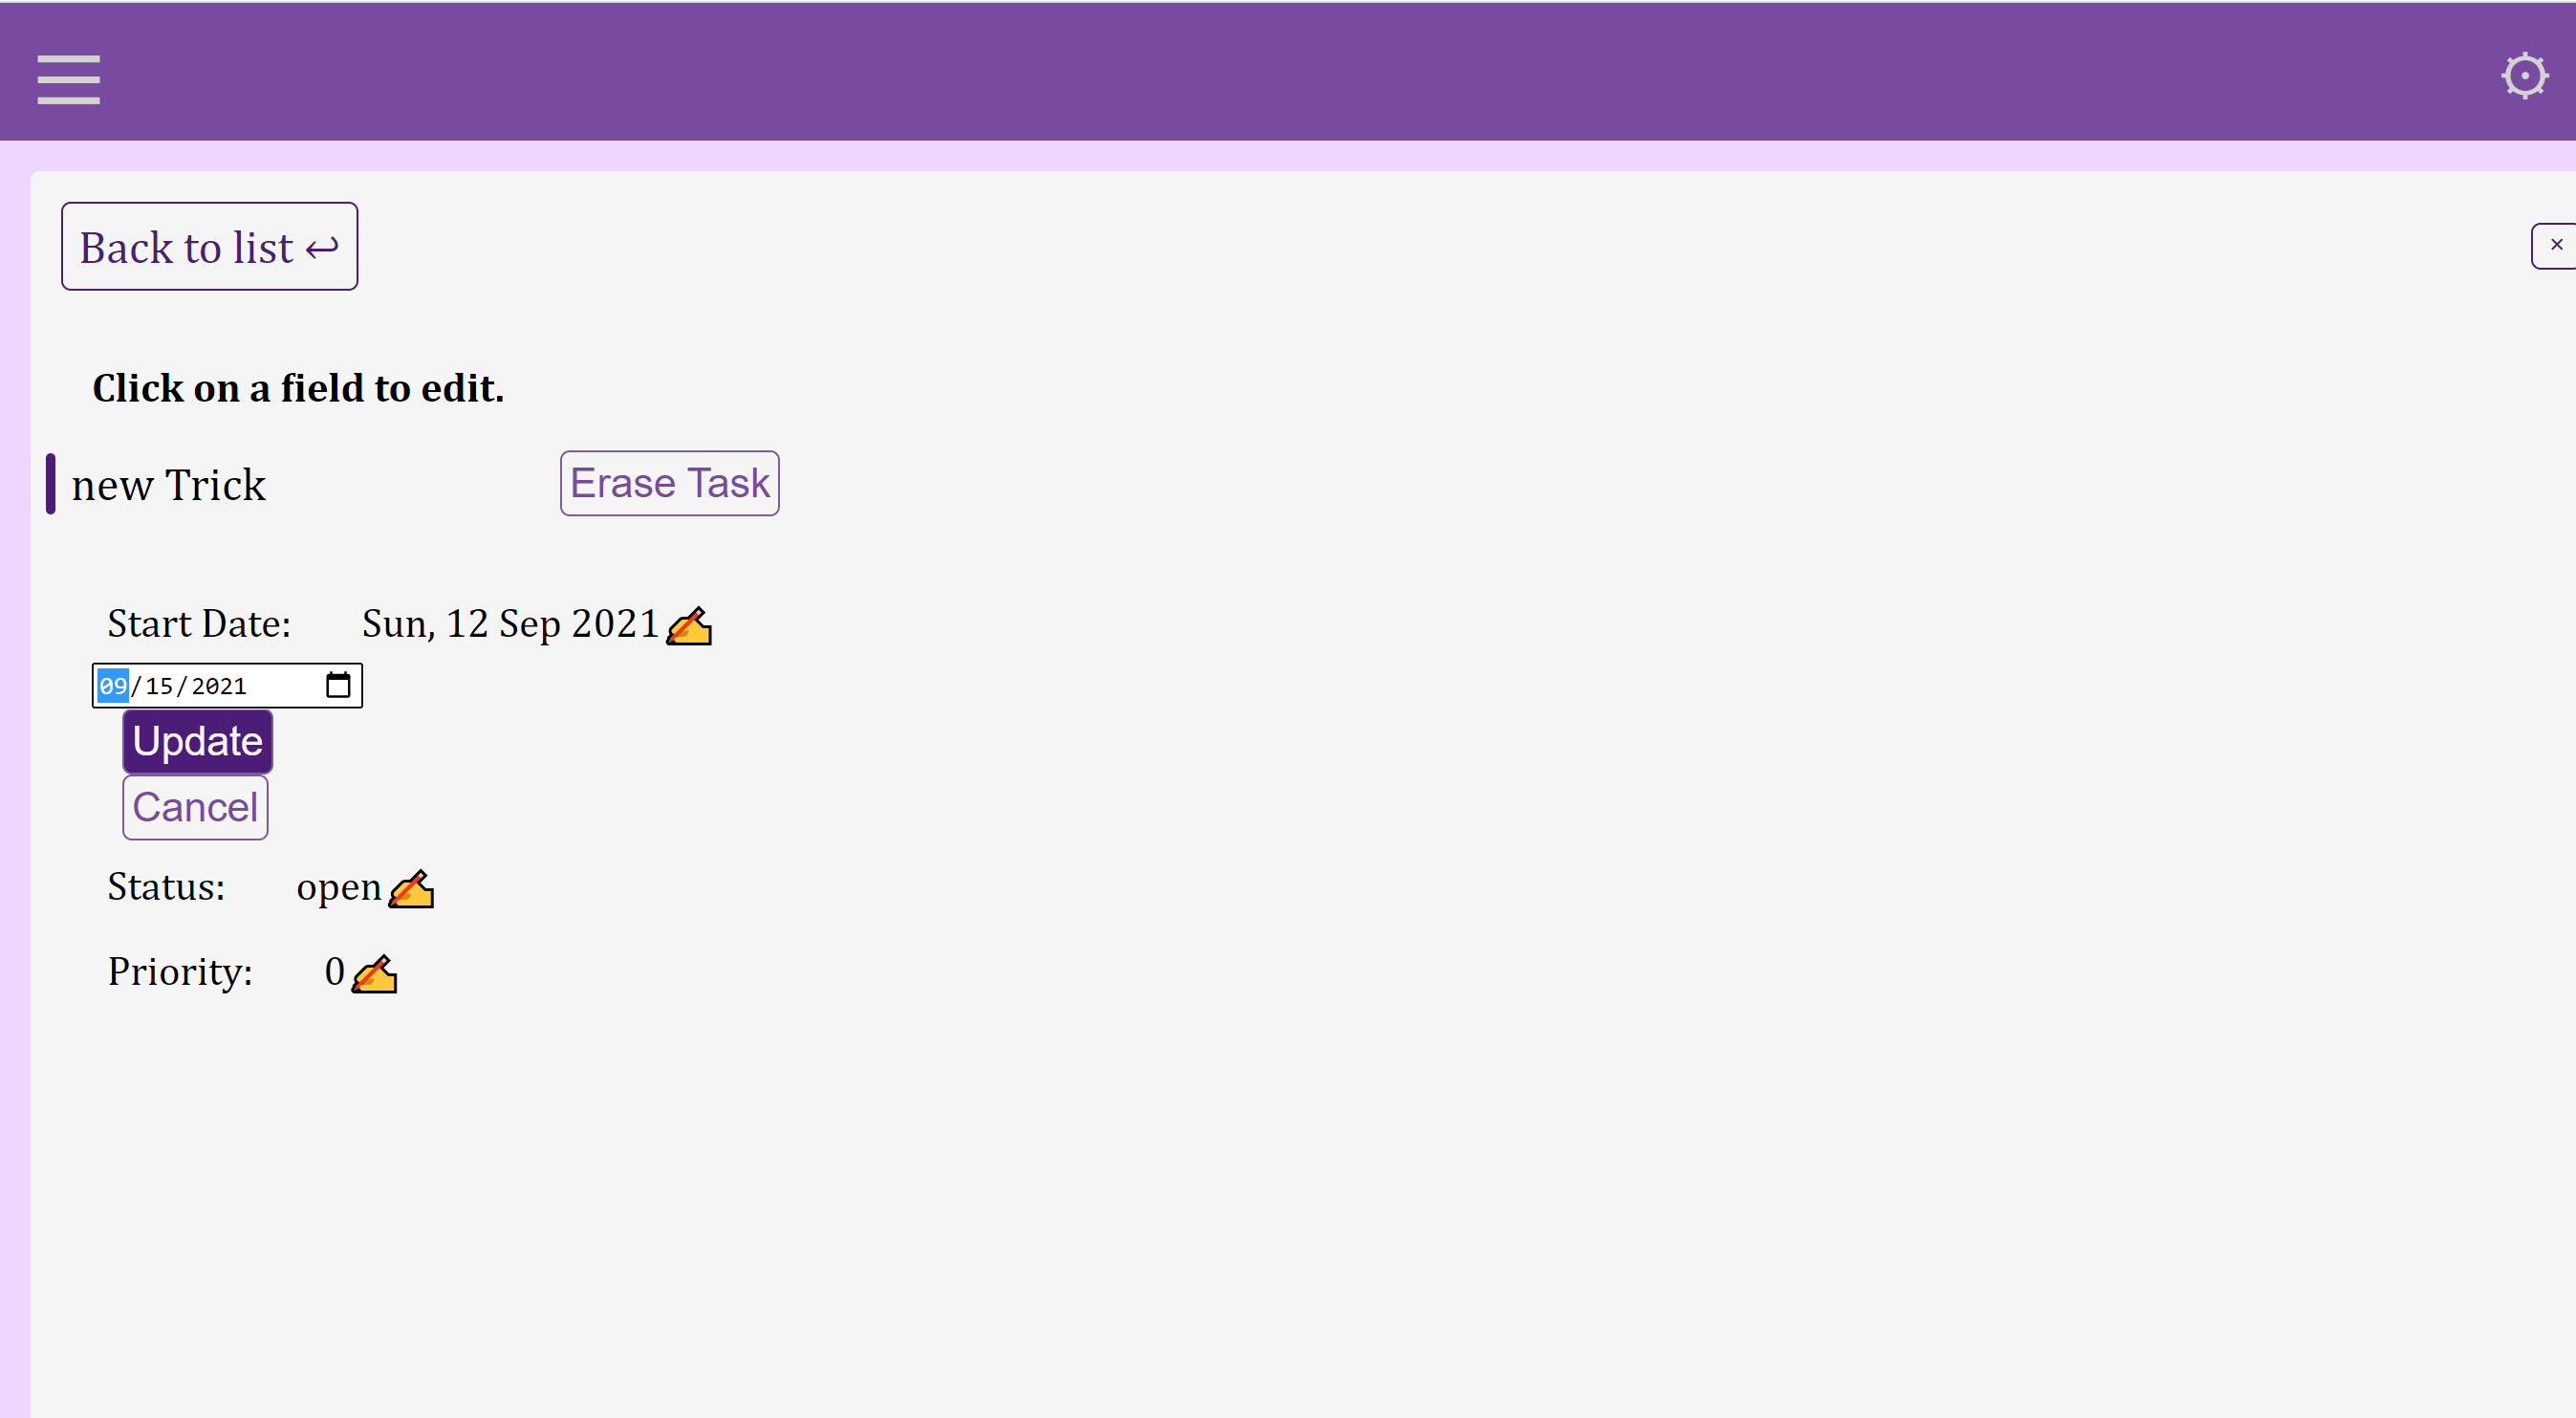 Back to list ↩
×
Click on a field to edit.
new Trick Erase Task
Start Date: Sun, 12 Sep 2021✍
09/15/2021
Update
Cancel
Status: open✍
Priority: 0✍